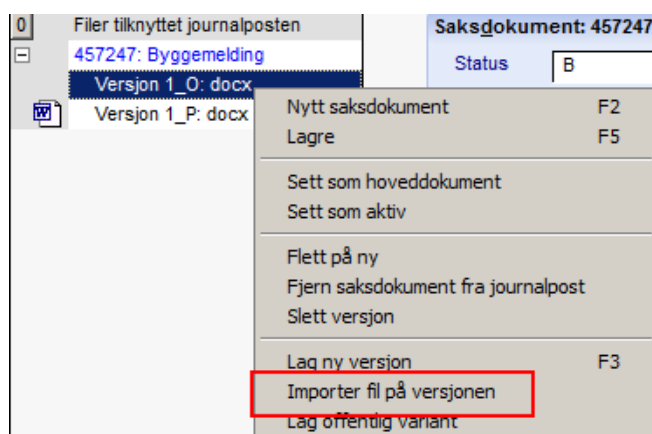 0 Filer tilknyttet journalposten
457247: Byggemelding
Versjon 1_O: docx
Versjon 1_P: docx
Saksdokument: 457247
Status B
Nytt saksdokument F2
Lagre F5
Sett som hoveddokument
Sett som aktiv
Flett på ny
Fjern saksdokument fra journalpost
Slett versjon
Lag ny versjon F3
Importer fil på versjonen
Lag offentlig variant